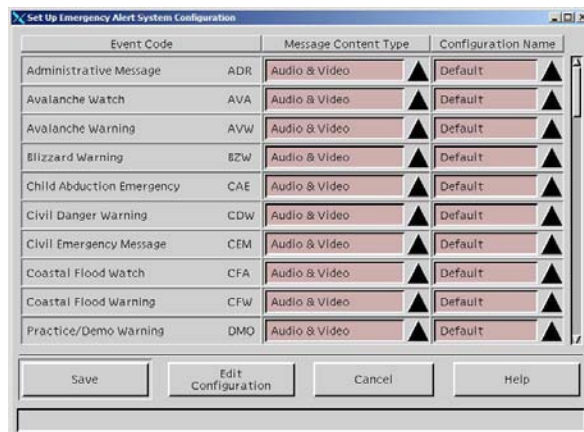 Set Up Emergency Alert System Configuration
Event Code Message Content Type Configuration Name
Administrative Message ADR Audio & Video Default
Avalanche Watch AVA Audio & Video Default
Avalanche Warning AVW Audio & Video Default
Blizzard Warning BZW Audio & Video Default
Child Abduction Emergency CAE Audio & Video Default
Civil Danger Warning CDW Audio & Video Default
Civil Emergency Message CEM Audio & Video Default
Coastal Flood Watch CFA Audio & Video Default
Coastal Flood Warning CFW Audio & Video Default
Practice/Demo Warning DMO Audio & Video Default
Save Edit Configuration Cancel Help